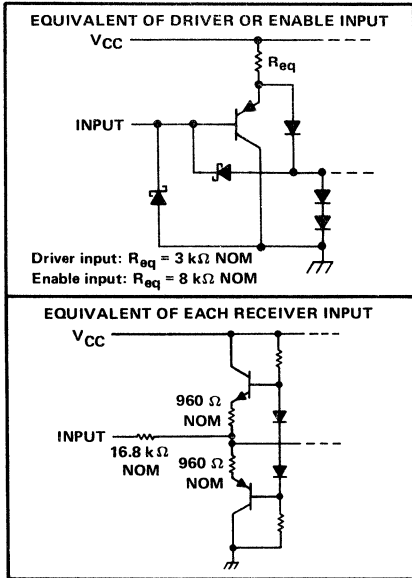 EQUIVALENT OF DRIVER OR ENABLE INPUT
VCC
Req
INPUT
Driver input: Req = 3 kΩ NOM
Enable input: Req = 8 kΩ NOM
EQUIVALENT OF EACH RECEIVER INPUT
VCC
960 Ω
NOM
INPUT
16.8 kΩ
NOM
960 Ω
NOM